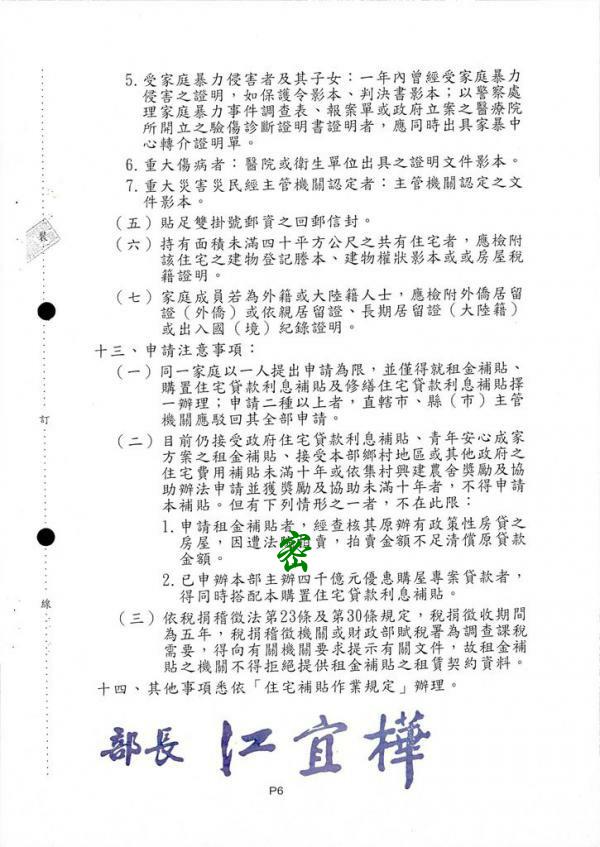 5. 受家庭暴力侵害者及其子女：一年內曾經受家庭暴力
侵害之證明，如保護令影本、判決書影本；以警察處
理家庭暴力事件調查表、報案單或政府立案之醫療院
所開立之驗傷診斷證明書證明者，應同時出具家暴中
心轉介證明單。
6. 重大傷病者：醫院或衛生單位出具之證明文件影本。
7. 重大災害災民經主管機關認定者：主管機關認定之文
件影本。
（五）貼足雙掛號郵資之回郵信封。
（六）持有面積未滿四十平方公尺之共有住宅者，應檢附
該住宅之建物登記謄本、建物權狀影本或或房屋稅
籍證明。
（七）家庭成員若為外籍或大陸籍人士，應檢附外僑居留
證（外僑）或依親居留證、長期居留證（大陸籍）
或出入國（境）紀錄證明。
十三、申請注意事項：
（一）同一家庭以一人提出申請為限，並僅得就租金補貼、
購置住宅貸款利息補貼及修繕住宅貸款利息補貼擇
一辦理；申請二種以上者，直轄市、縣（市）主管
機關應駁回其全部申請。
（二）目前仍接受政府住宅貸款利息補貼、青年安心成家
方案之租金補貼、接受本部鄉村地區或其他政府之
住宅費用補貼未滿十年或依集村興建農舍獎勵及協
助辦法申請並獲獎勵及協助未滿十年者，不得申請
本補貼。但有下列情形之一者，不在此限：
1. 申請租金補貼者，經查核其原辦有政策性房貸之
房屋，因遭法拍賣，拍賣金額不足清償原貸款
金額。
密
2. 已申辦本部主辦四千億元優惠購屋專案貸款者，
得同時搭配本購置住宅貸款利息補貼
（三）依稅捐稽徵法第23條及第30條規定，稅捐徵收期間
為五年，稅捐稽徵機關或財政部賦稅署為調查課稅
需要，得向有關機關要求提示有關文件，故租金補
貼之機關不得拒絕提供租金補貼之租賃契約資料。
十四、其他事項悉依「住宅補貼作業規定」辦理。
部長 江宜樺
P6
裝
訂
線